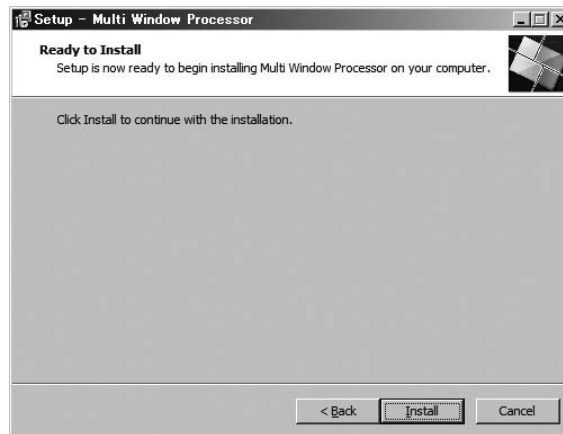 Setup - Multi Window Processor
Ready to Install
Setup is now ready to begin installing Multi Window Processor on your computer.
Click Install to continue with the installation.
< Back
Install
Cancel